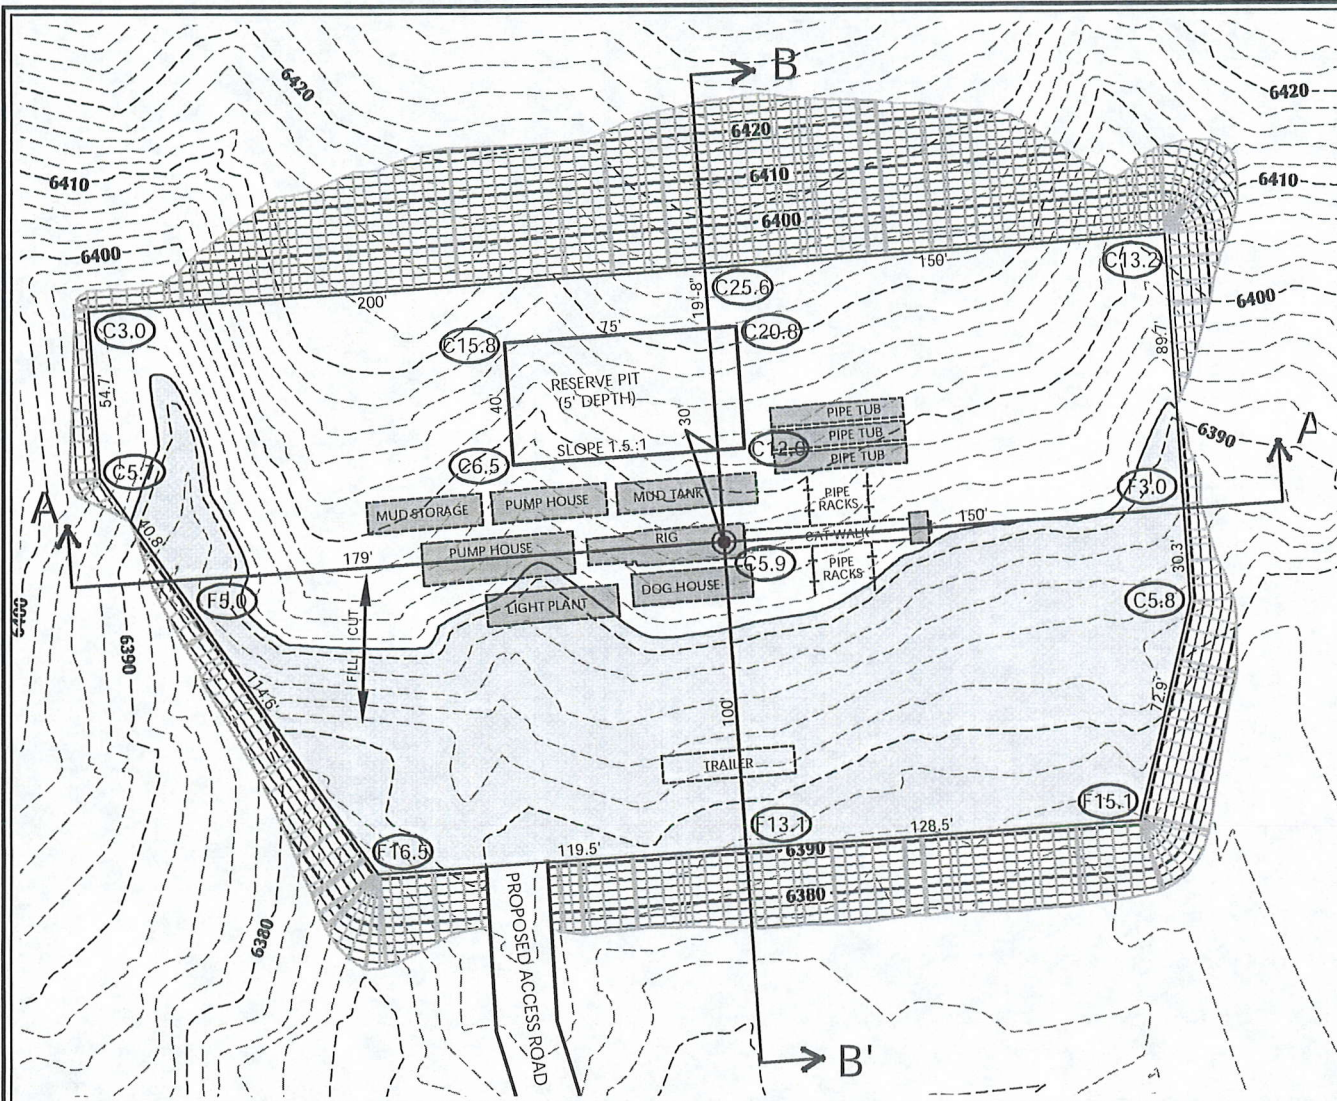 B
6420
6420
6420
6410
6410
6410
6400
6400
C13.2
150'
200'
C25.6
19'-8"
6400
C3.0
C15.8
75'
C20.8
89.7'
54.7'
RESERVE PIT
(5' DEPTH)
40'
30'
PIPE TUB
PIPE TUB
BIPE TUB
6390
A
SLOPE 1.5.:1
C12.6
C6.5
C5.7
F3.0
A
MUD STORAGE
PUMP HOUSE
MUD TANK
PIPE
RACKS
150'
40.8'
179'
PUMP HOUSE
RIG
CAT WALK
C5.9
PIPE
RACKS
30.3'
F5.0
DOG HOUSE
C5.8
LIGHT PLANT
6400
6390
FILL
CUT
114.6'
72.9'
100'
TRAILER
F15.1
F13.1
128.5'
F16.5
119.5'
6390
6380
6380
PROPOSED ACCESS ROAD
B'